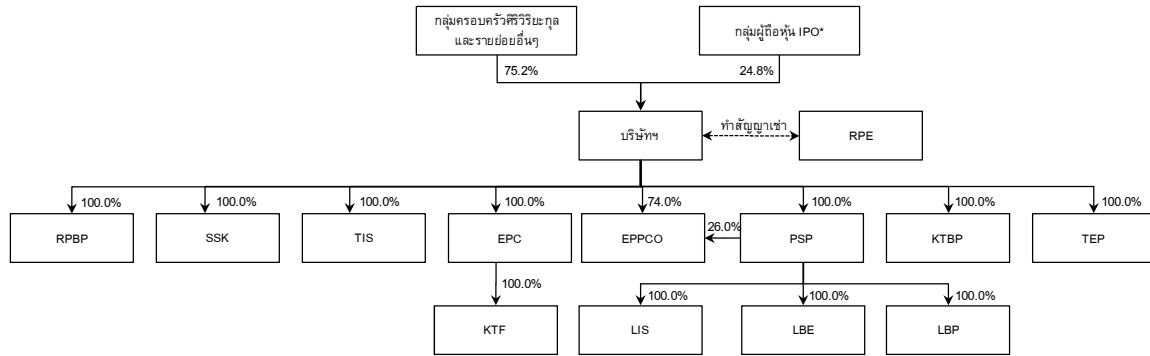 กลุ่มครอบครัวศิริวิริยะกุล
และรายย่อยอื่นๆ
กลุ่มผู้ถือหุ้น IPO*
75.2%
24.8%
บริษัทฯ
ทำสัญญาเช่า
RPE
100.0%
100.0%
100.0%
100.0%
74.0%
100.0%
100.0%
100.0%
RPBP
SSK
TIS
EPC
EPPCO
26.0%
PSP
KTBP
TEP
100.0%
100.0%
100.0%
100.0%
KTF
LIS
LBE
LBP